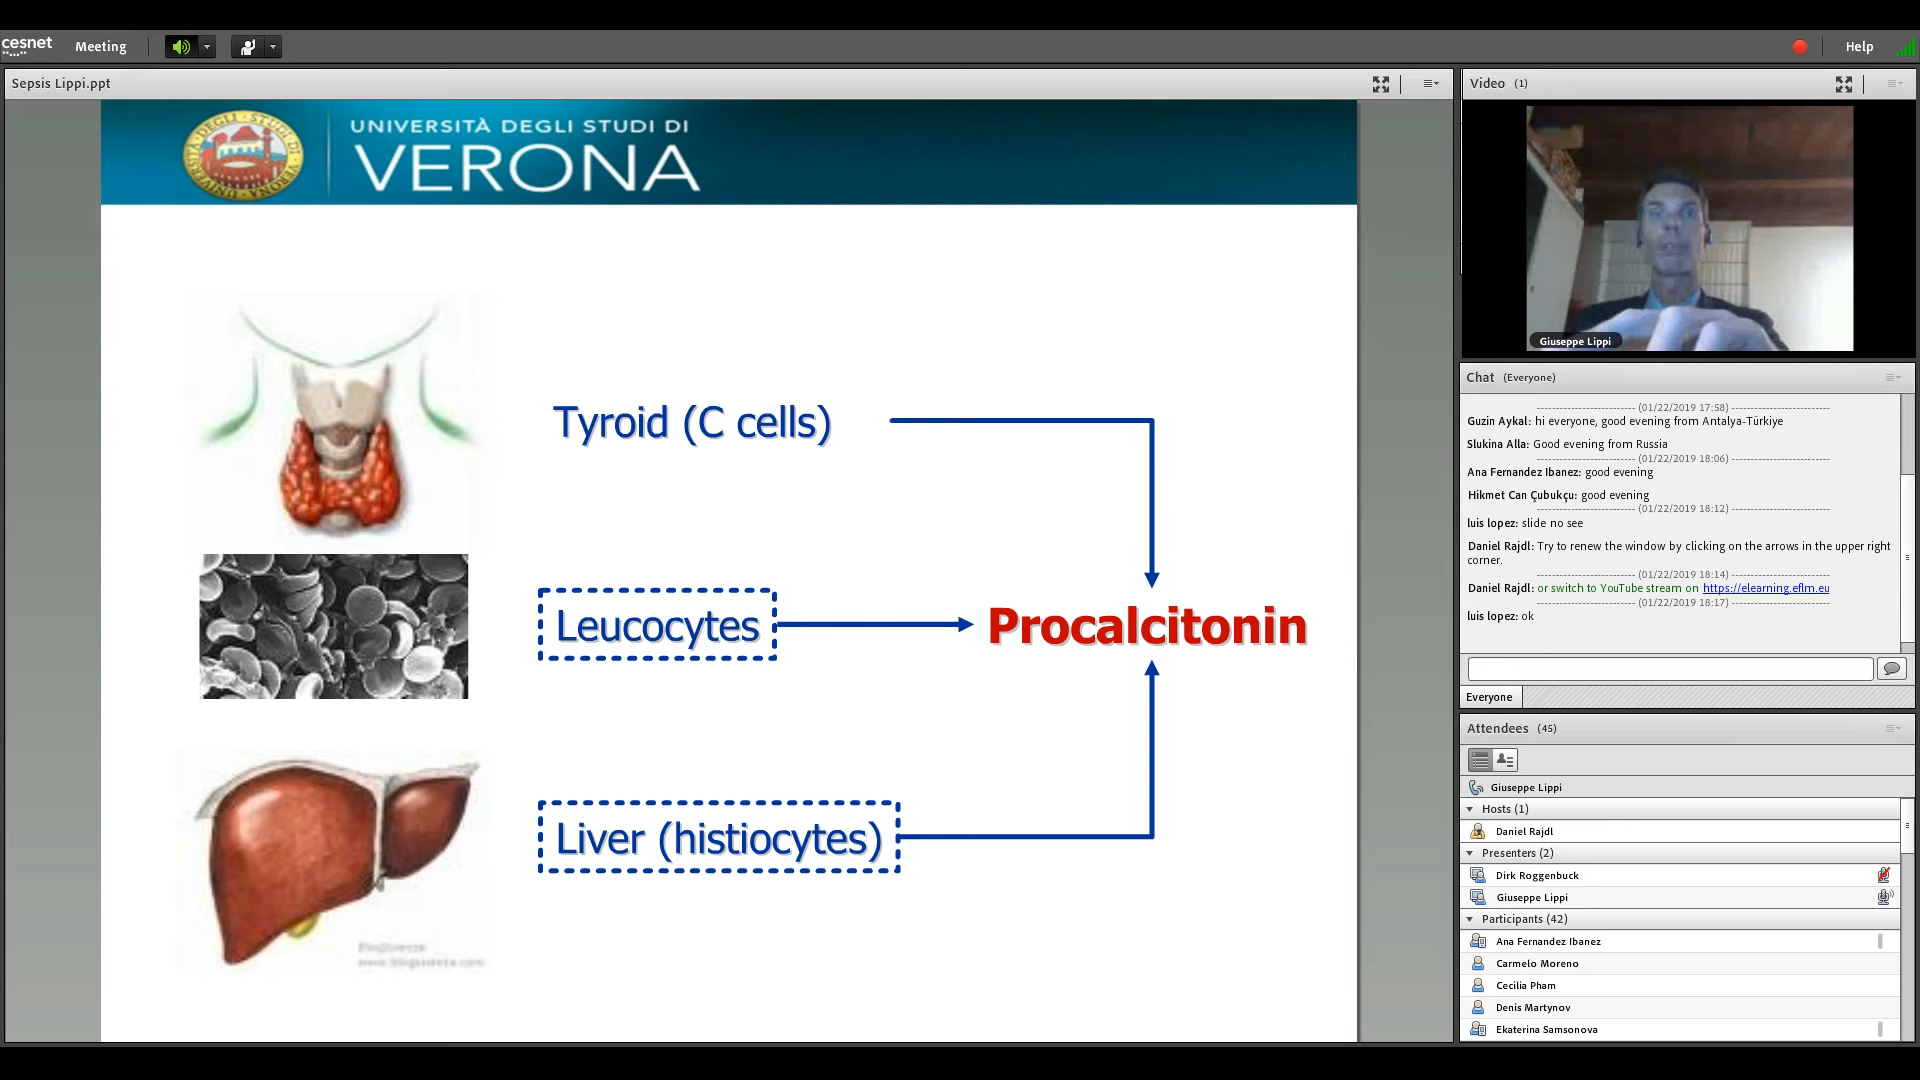 cesnet
Meeting
Help
Sepsis Lippi.ppt
UNIVERSITÀ DEGLI STUDI DI
VERONA
Tyroid (C cells)
Leucocytes
Procalcitonin
Liver (histiocytes)
Video (1)
Giuseppe Lippi
Chat (Everyone)
(01/22/2019 17:58)
Guzin Aykal: hi everyone, good evening from Antalya-Türkiye
Slukina Alla: Good evening from Russia
(01/22/2019 18:06)
Ana Fernandez Ibanez: good evening
Hikmet Can Çubukçu: good evening
(01/22/2019 18:12)
luis lopez: slide no see
Daniel Rajdl: Try to renew the window by clicking on the arrows in the upper right
corner.
(01/22/2019 18:14)
Daniel Rajdl: or switch to YouTube stream on https://elearning.eflm.eu
(01/22/2019 18:17)
luis lopez: ok
Everyone
Attendees (45)
Giuseppe Lippi
Hosts (1)
Daniel Rajdl
Presenters (2)
Dirk Roggenbuck
Giuseppe Lippi
Participants (42)
Ana Fernandez Ibanez
Carmelo Moreno
Cecilia Pham
Denis Martynov
Ekaterina Samsonova